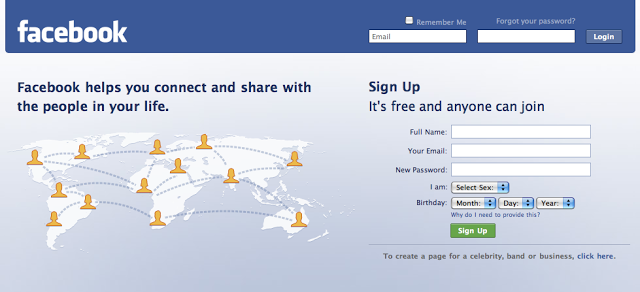 facebook
Remember Me
Forgot your password?
Email
Login
Facebook helps you connect and share with
the people in your life.
Sign Up
It's free and anyone can join
Full Name:
Your Email:
New Password:
I am: Select Sex:
Birthday: Month: Day: Year:
Why do I need to provide this?
Sign Up
To create a page for a celebrity, band or business, click here.